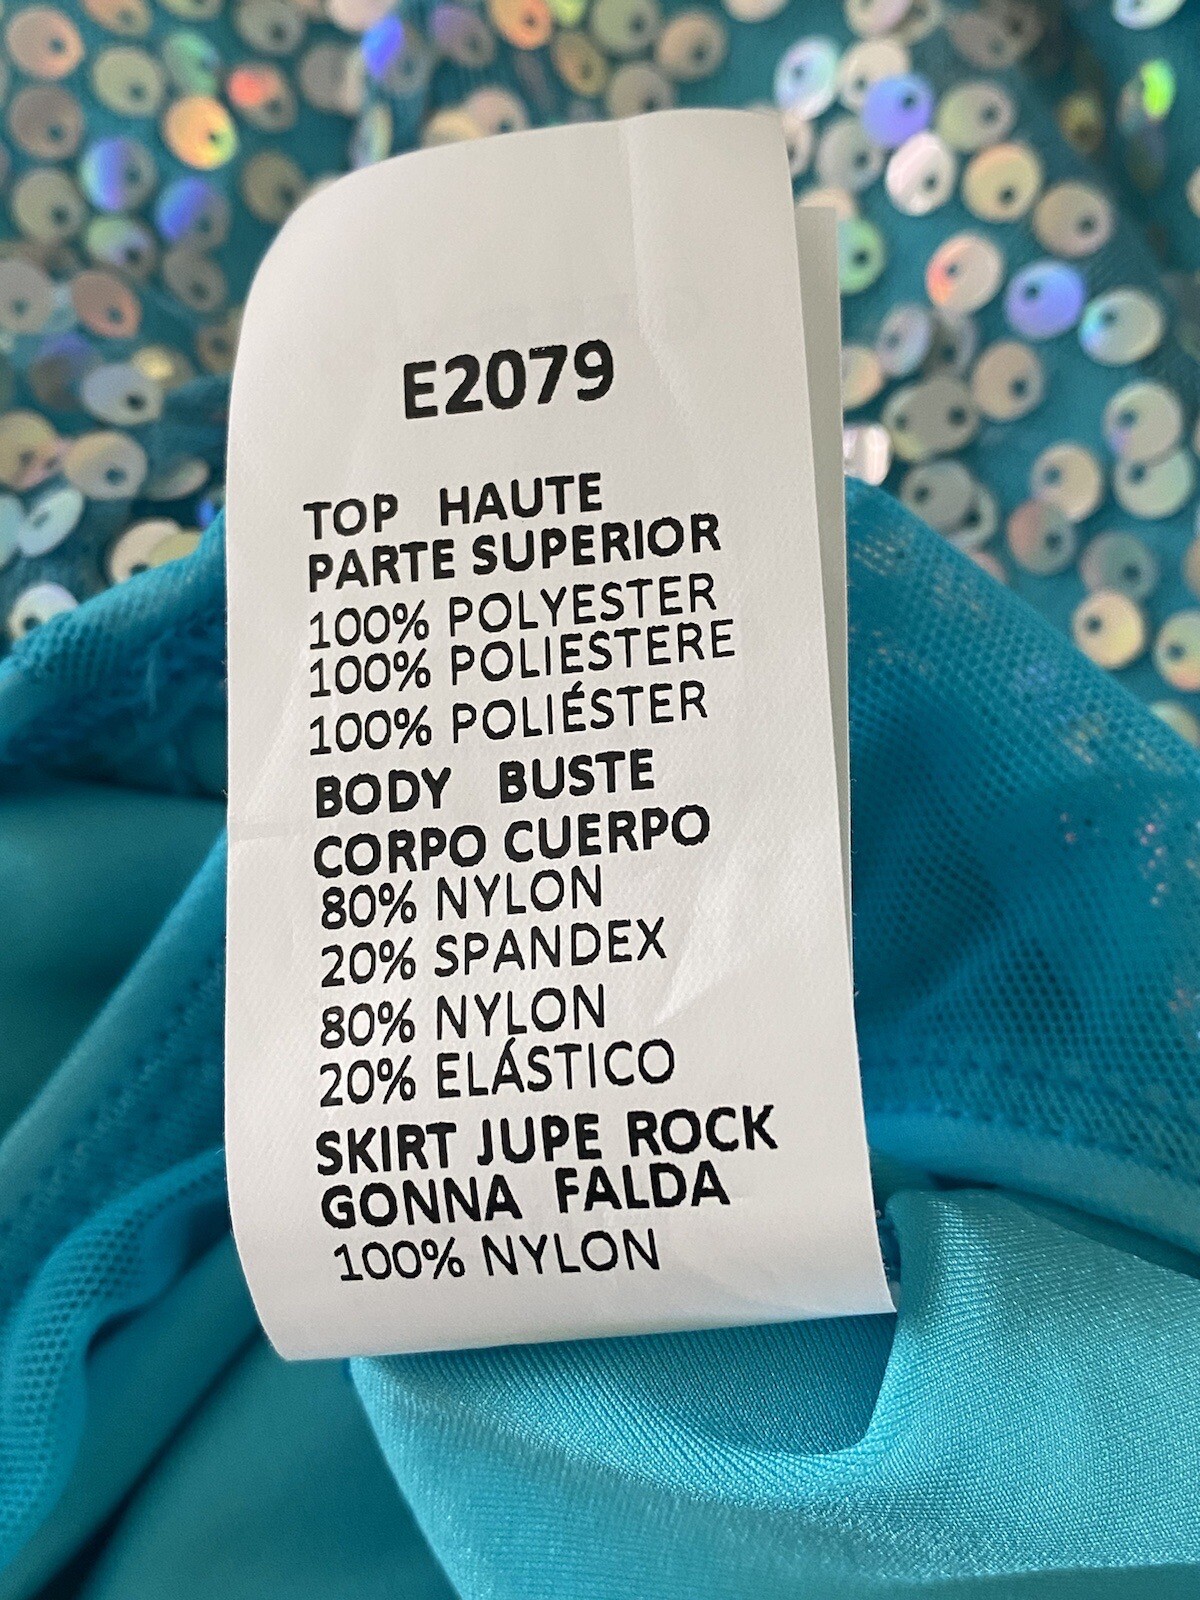 E2079
TOP HAUTE
PARTE SUPERIOR
100% POLYESTER
100% POLIESTERE
100% POLIÉSTER
BODY BUSTE
CORPO CUERPO
80% NYLON
20% SPANDEX
80% NYLON
20% ELÁSTICO
SKIRT JUPE ROCK
GONNA FALDA
100% NYLON